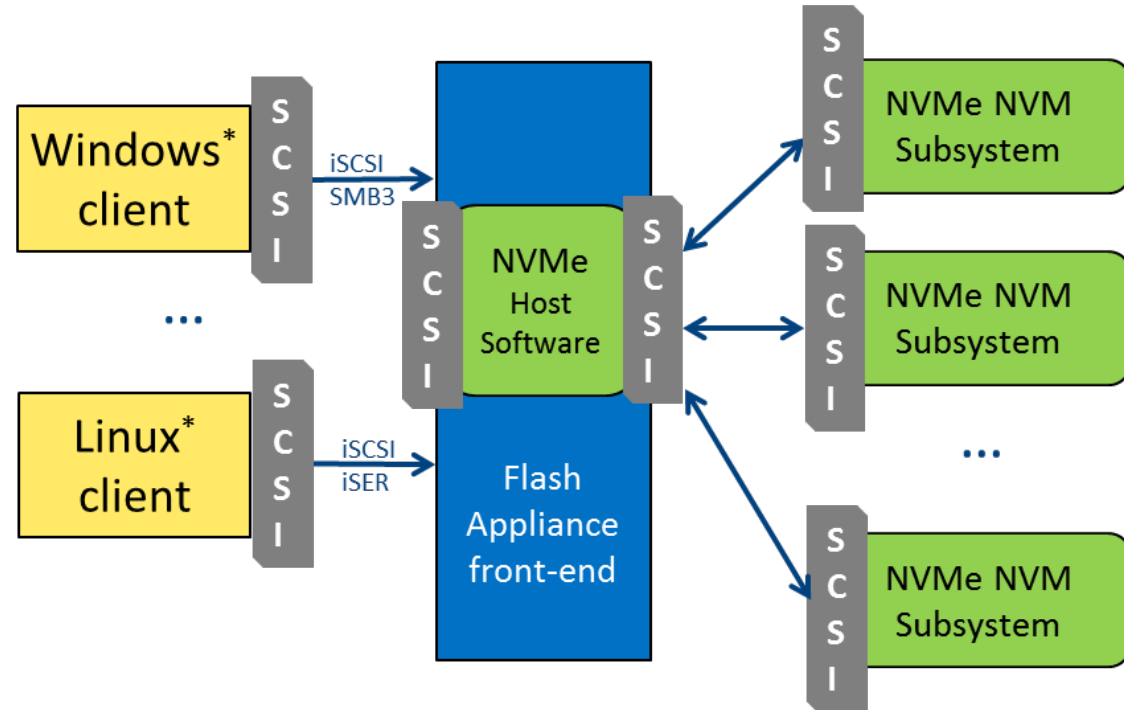 Windows*
client
S
C
S
I
iSCSI
SMB3
...
Linux*
client
S
C
S
I
iSCSI
iSER
S
C
S
I
NVMe
Host
Software
S
C
S
I
Flash
Appliance
front-end
S
C
S
I
NVMe NVM
Subsystem
S
C
S
I
NVMe NVM
Subsystem
...
S
C
S
I
NVMe NVM
Subsystem